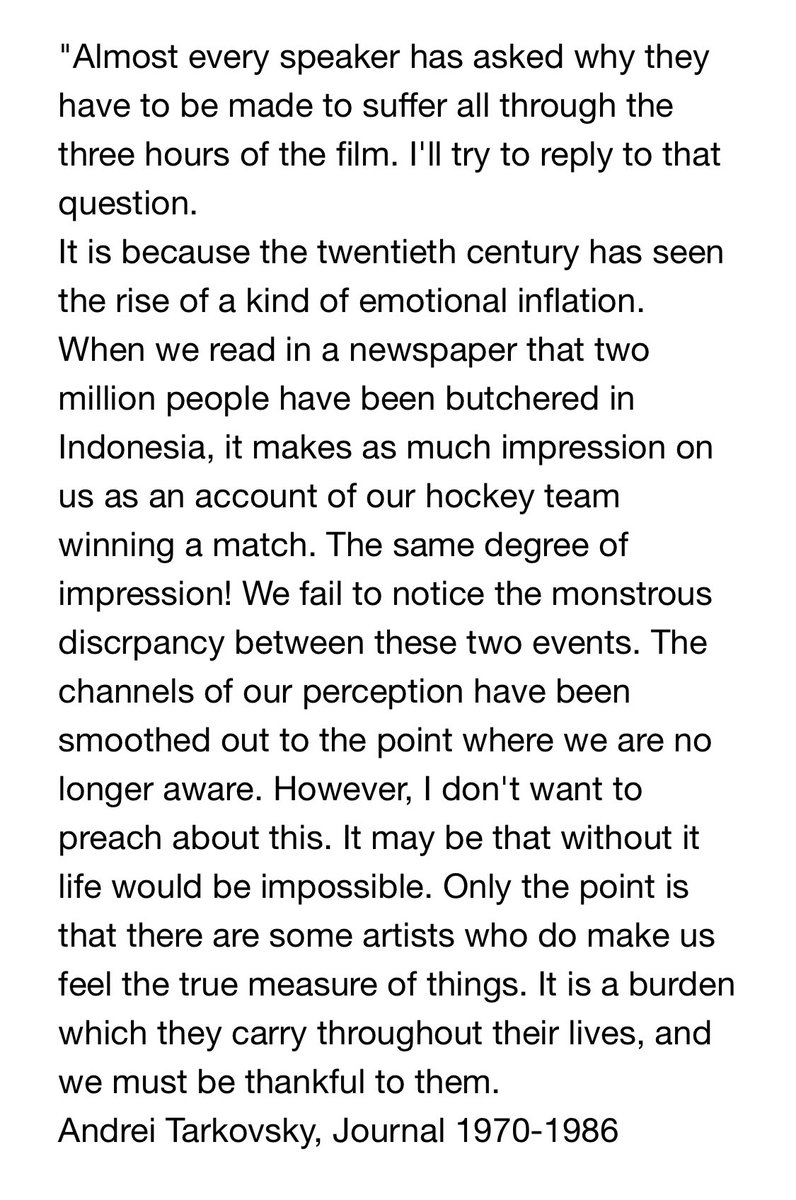 "Almost every speaker has asked why they
have to be made to suffer all through the
three hours of the film. I'll try to reply to that
question.
It is because the twentieth century has seen
the rise of a kind of emotional inflation.
When we read in a newspaper that two
million people have been butchered in
Indonesia, it makes as much impression on
us as an account of our hockey team
winning a match. The same degree of
impression! We fail to notice the monstrous
discrpancy between these two events. The
channels of our perception have been
smoothed out to the point where we are no
longer aware. However, I don't want to
preach about this. It may be that without it
life would be impossible. Only the point is
that there are some artists who do make us
feel the true measure of things. It is a burden
which they carry throughout their lives, and
we must be thankful to them.
Andrei Tarkovsky, Journal 1970-1986